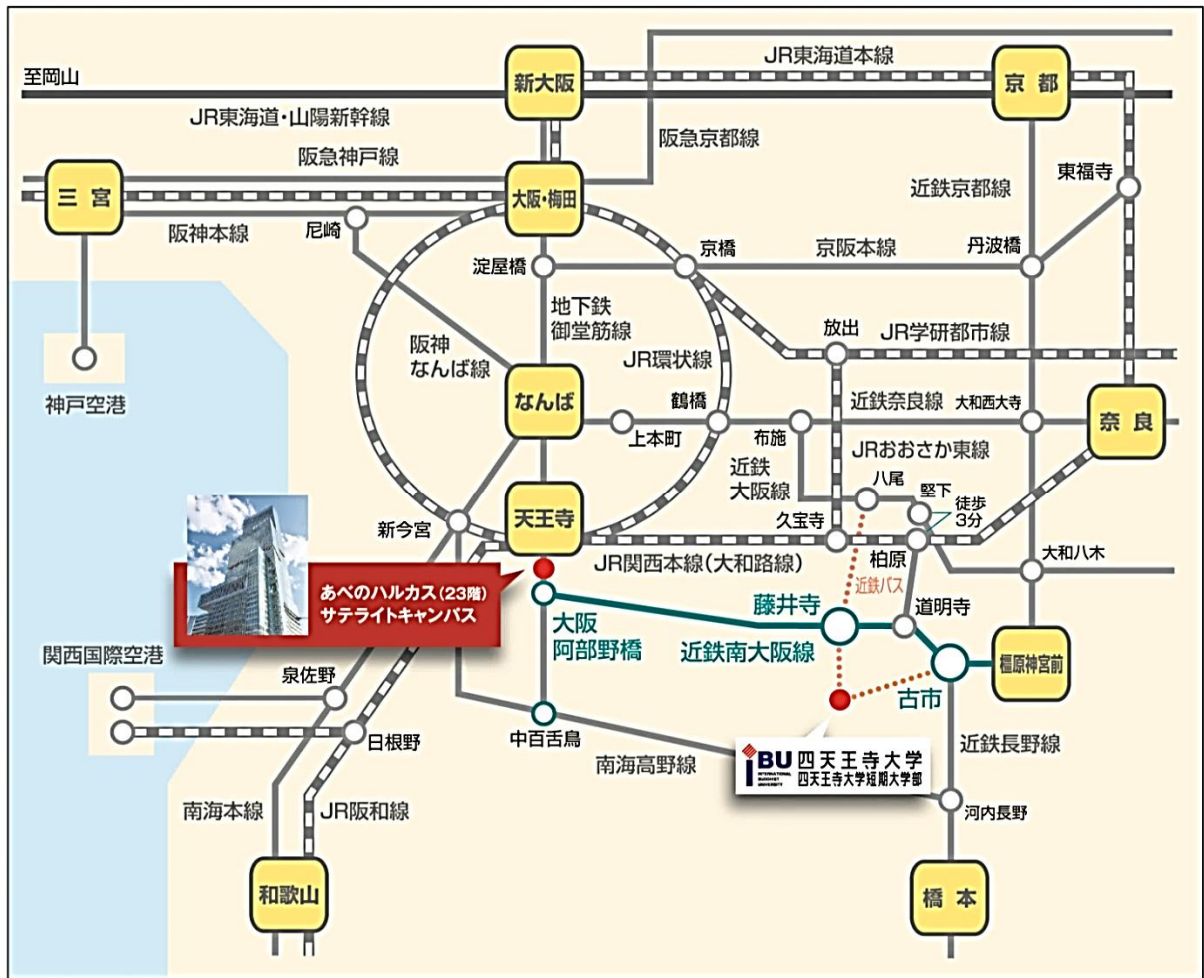 JR東海道本線
新大阪
京都
至岡山
JR東海道・山陽新幹線
阪急京都線
阪急神戸線
三宮
大阪・梅田
近鉄京都線
東福寺
阪神本線
尼崎
淀屋橋
京橋
京阪本線
丹波橋
地下鉄
御堂筋線
放出
JR学研都市線
阪神
なんば線
JR環状線
神戸空港
なんば
鶴橋
近鉄奈良線
大和西大寺
奈良
上本町
布施
JRおおさか東線
近鉄
大阪線
八尾
堅下
徒歩
3分
天王寺
新今宮
久宝寺
柏原
JR関西本線(大和路線)
大和八木
近鉄バス
あべのハルカス(23階)
サテライトキャンパス
藤井寺
道明寺
大阪
阿部野橋
近鉄南大阪線
橿原神宮前
関西国際空港
泉佐野
古市
中百舌鳥
日根野
近鉄長野線
南海高野線
BU
INTERNATIONAL
BUDDHIST
UNIVERSITY
四天王寺大学
四天王寺大学短期大学部
南海本線
JR阪和線
河内長野
和歌山
橋本